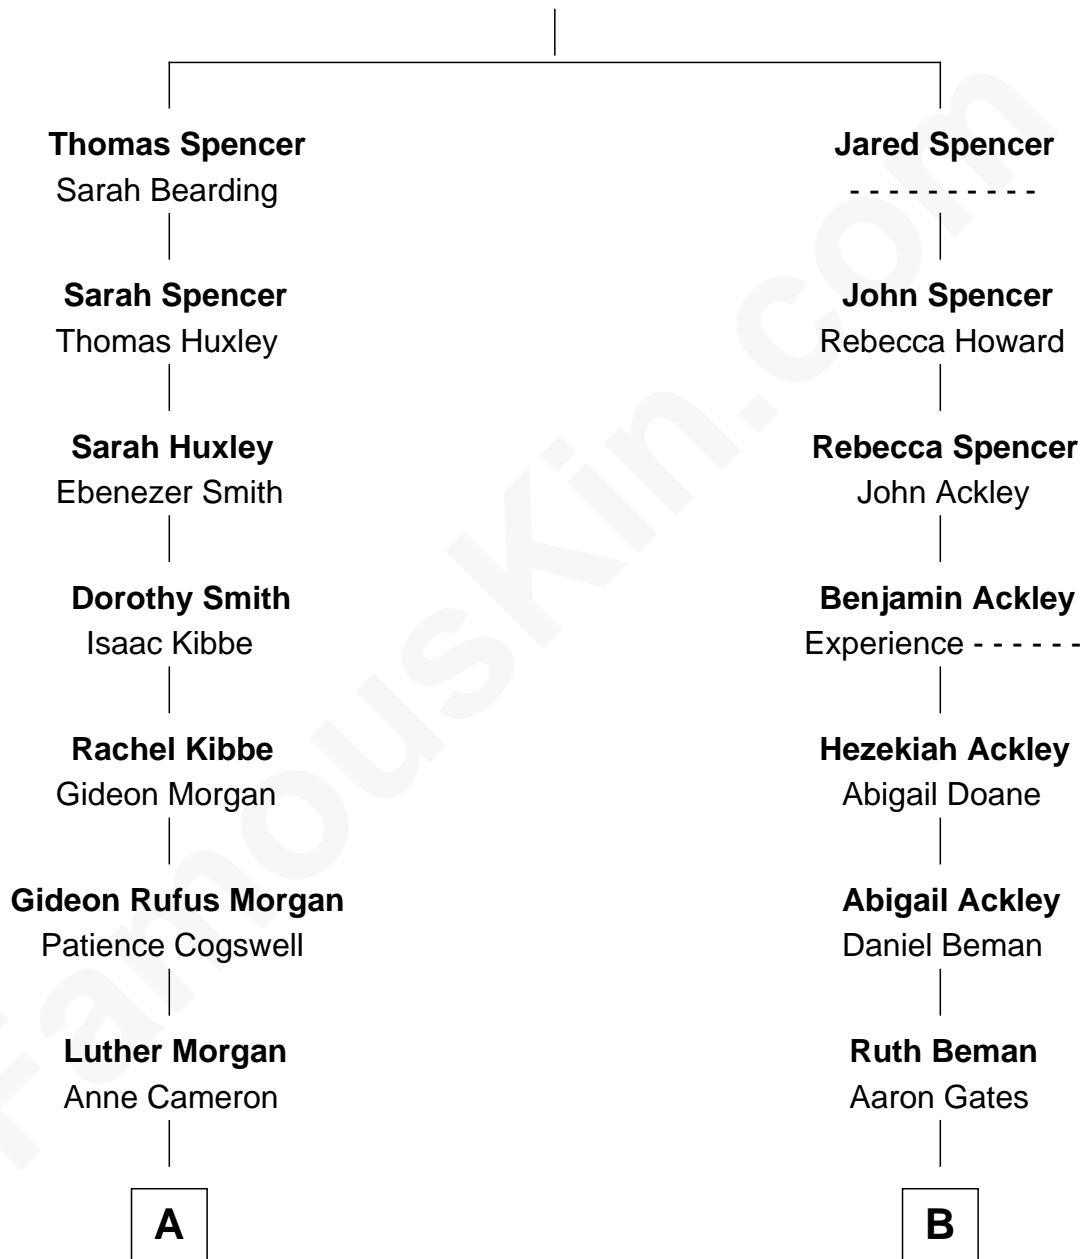 Thomas Spencer
Sarah Bearding
Jared Spencer
- - - - - - - - - -
Sarah Spencer
Thomas Huxley
John Spencer
Rebecca Howard
Sarah Huxley
Ebenezer Smith
Rebecca Spencer
John Ackley
Dorothy Smith
Isaac Kibbe
Benjamin Ackley
Experience - - - - - -
Rachel Kibbe
Gideon Morgan
Hezekiah Ackley
Abigail Doane
Gideon Rufus Morgan
Patience Cogswell
Abigail Ackley
Daniel Beman
Luther Morgan
Anne Cameron
Ruth Beman
Aaron Gates
A
B
FamousKin.com